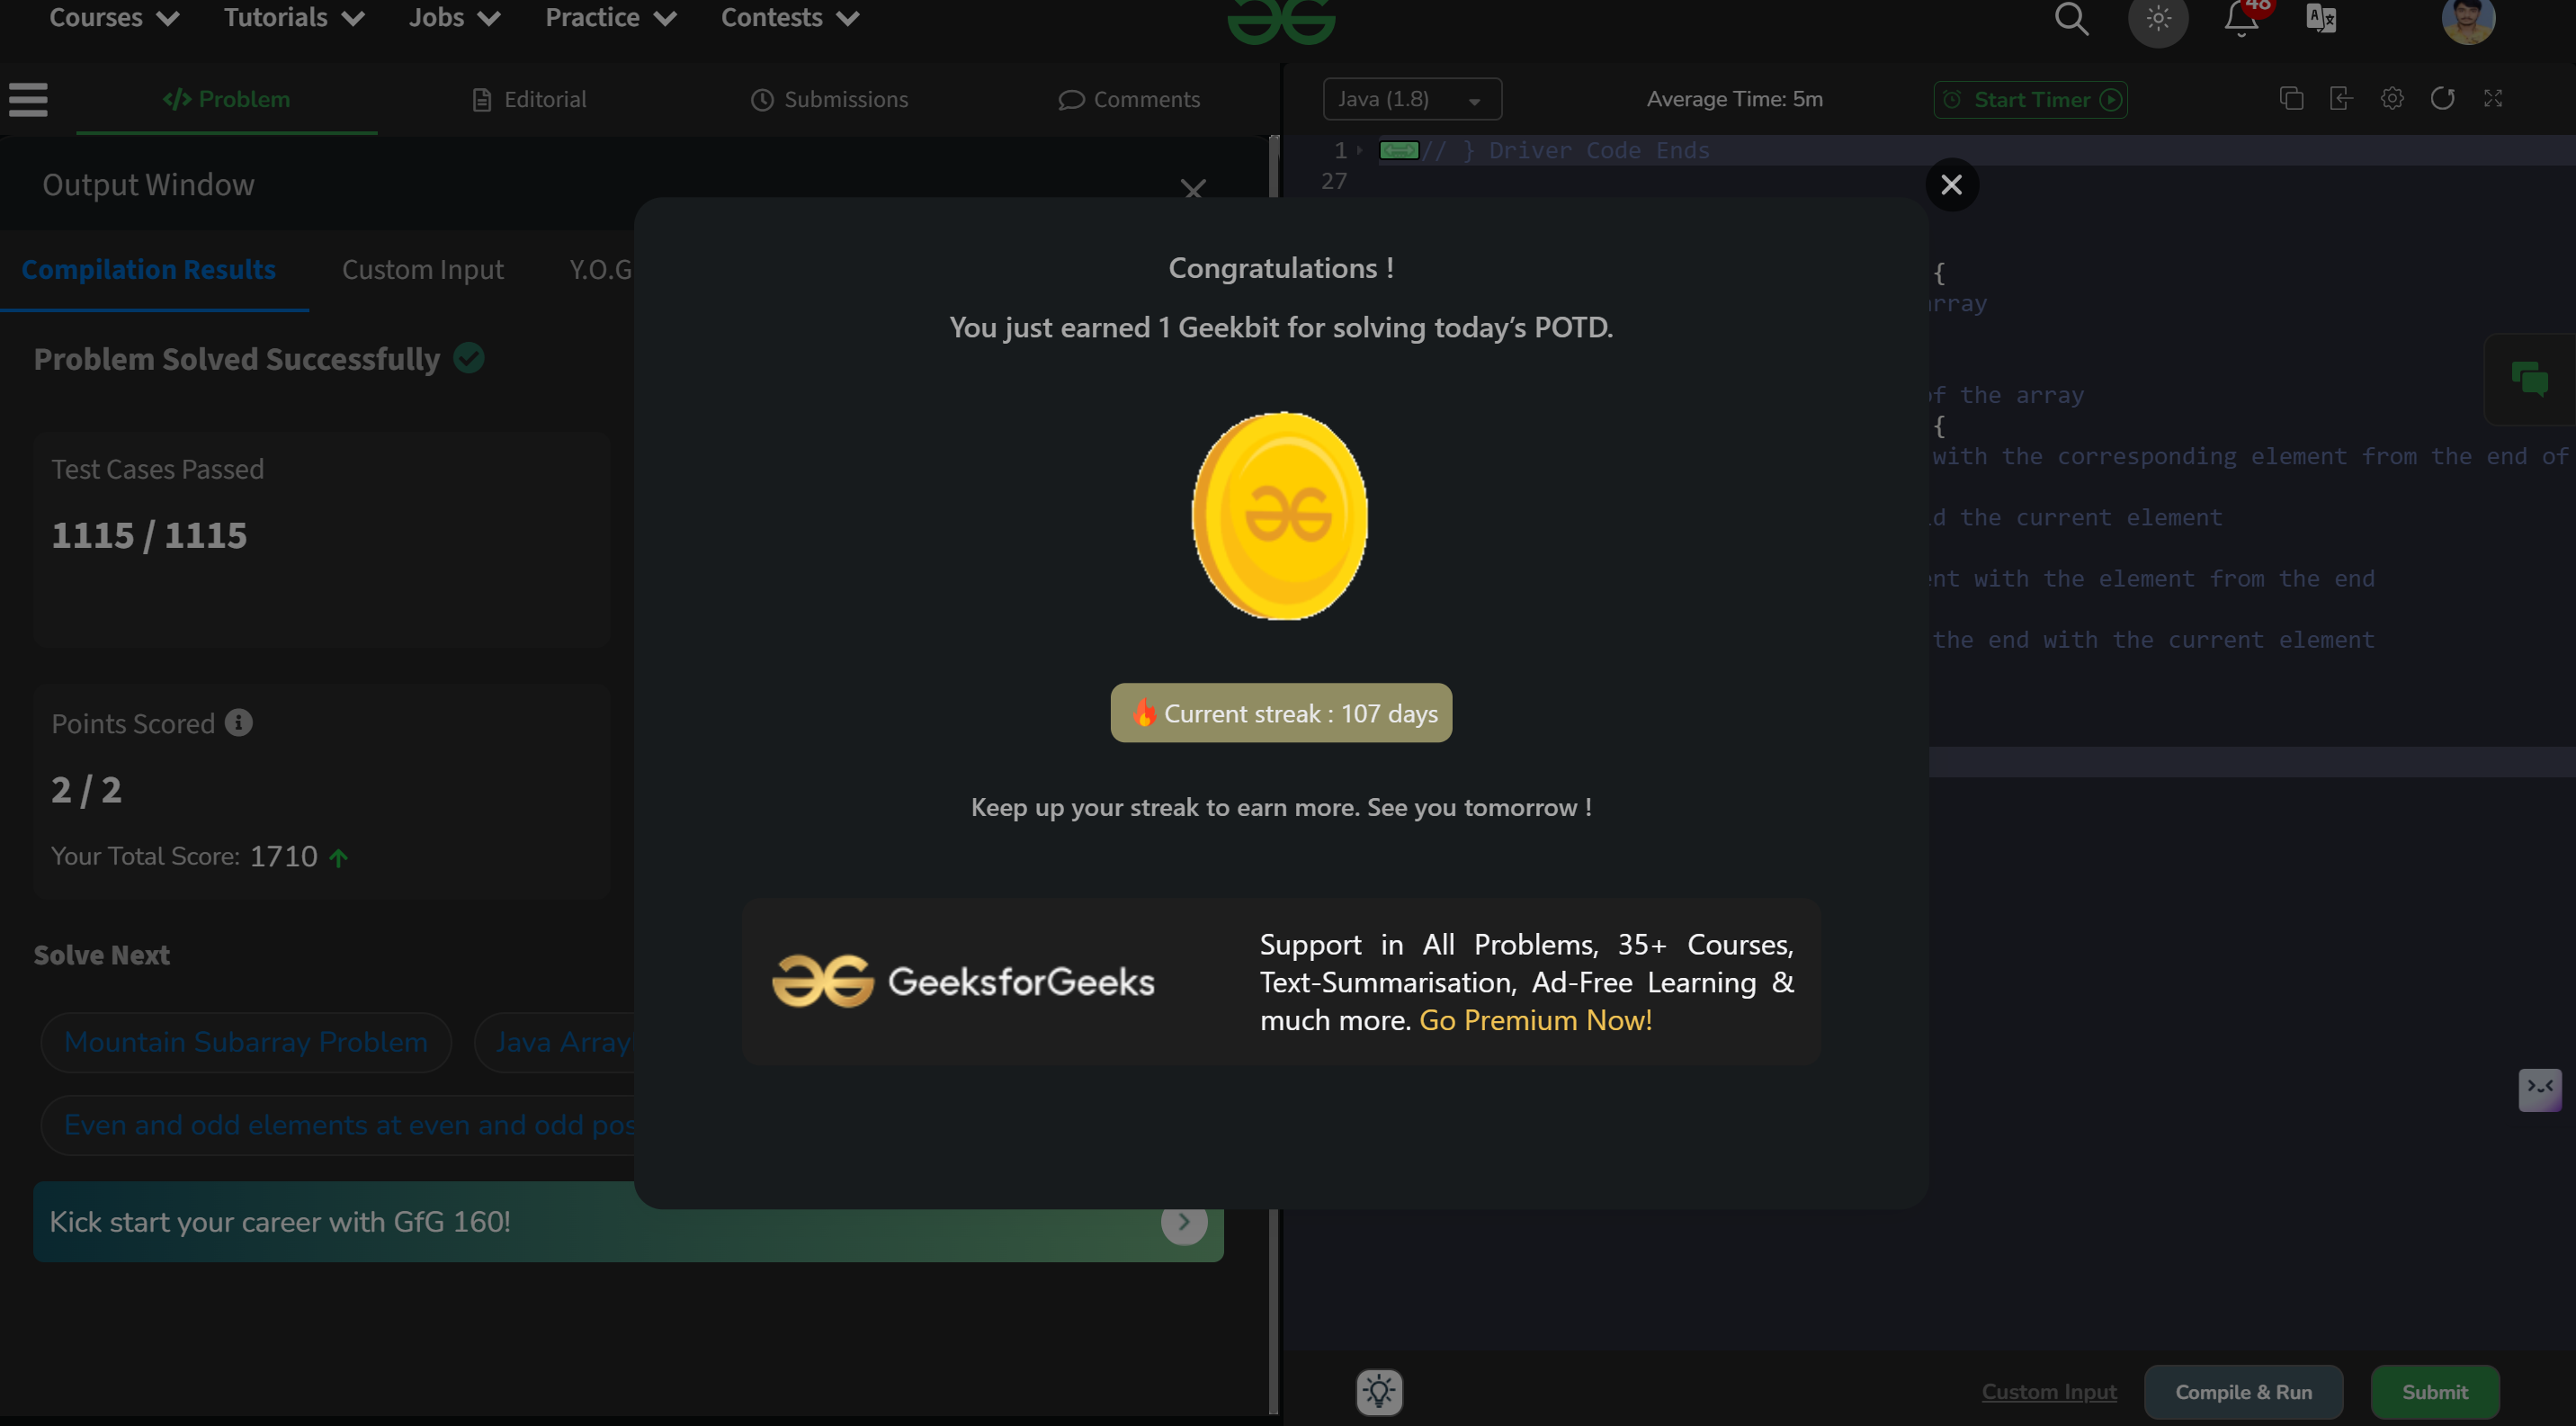 Courses Tutorials Jobs Practice Contests
48
Problem Editorial Submissions Comments
Java (1.8) Average Time: 5m Start Timer
Output Window
Compilation Results Custom Input Y.O.G
Problem Solved Successfully
Test Cases Passed
1115 / 1115
Points Scored
2 / 2
Your Total Score: 1710
Solve Next
Mountain Subarray Problem Java Array
Even and odd elements at even and odd pos
Kick start your career with GfG 160!
Congratulations !
You just earned 1 Geekbit for solving today’s POTD.
Current streak : 107 days
Keep up your streak to earn more. See you tomorrow !
GeeksforGeeks
Support in All Problems, 35+ Courses,
Text-Summarisation, Ad-Free Learning &
much more. Go Premium Now!
1 // } Driver Code Ends
27
{
array
of the array
{
with the corresponding element from the end of
the current element
with the element from the end
the end with the current element
Custom Input Compile & Run Submit